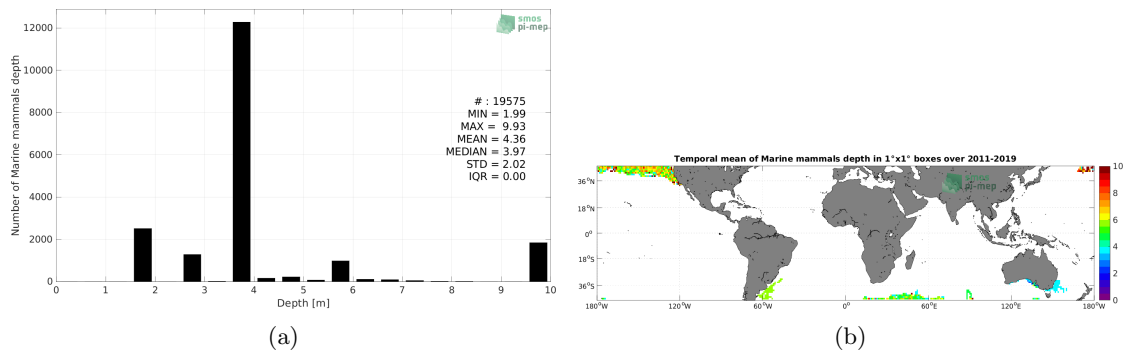 smos
pi-mep
12000
10000
8000
6000
4000
2000
0
Number of Marine mammals depth
# : 19575
MIN = 1.99
MAX = 9.93
MEAN = 4.36
MEDIAN = 3.97
STD = 2.02
IQR = 0.00
0 1 2 3 4 5 6 7 8 9 10
Depth [m]
(a)
Temporal mean of Marine mammals depth in 1°x1° boxes over 2011-2019
smos
pi-mep
36°N
18°N
0°
18°S
36°S
180°W 120°W 60°W 0° 60°E 120°E 180°E
10
8
6
4
2
0
(b)